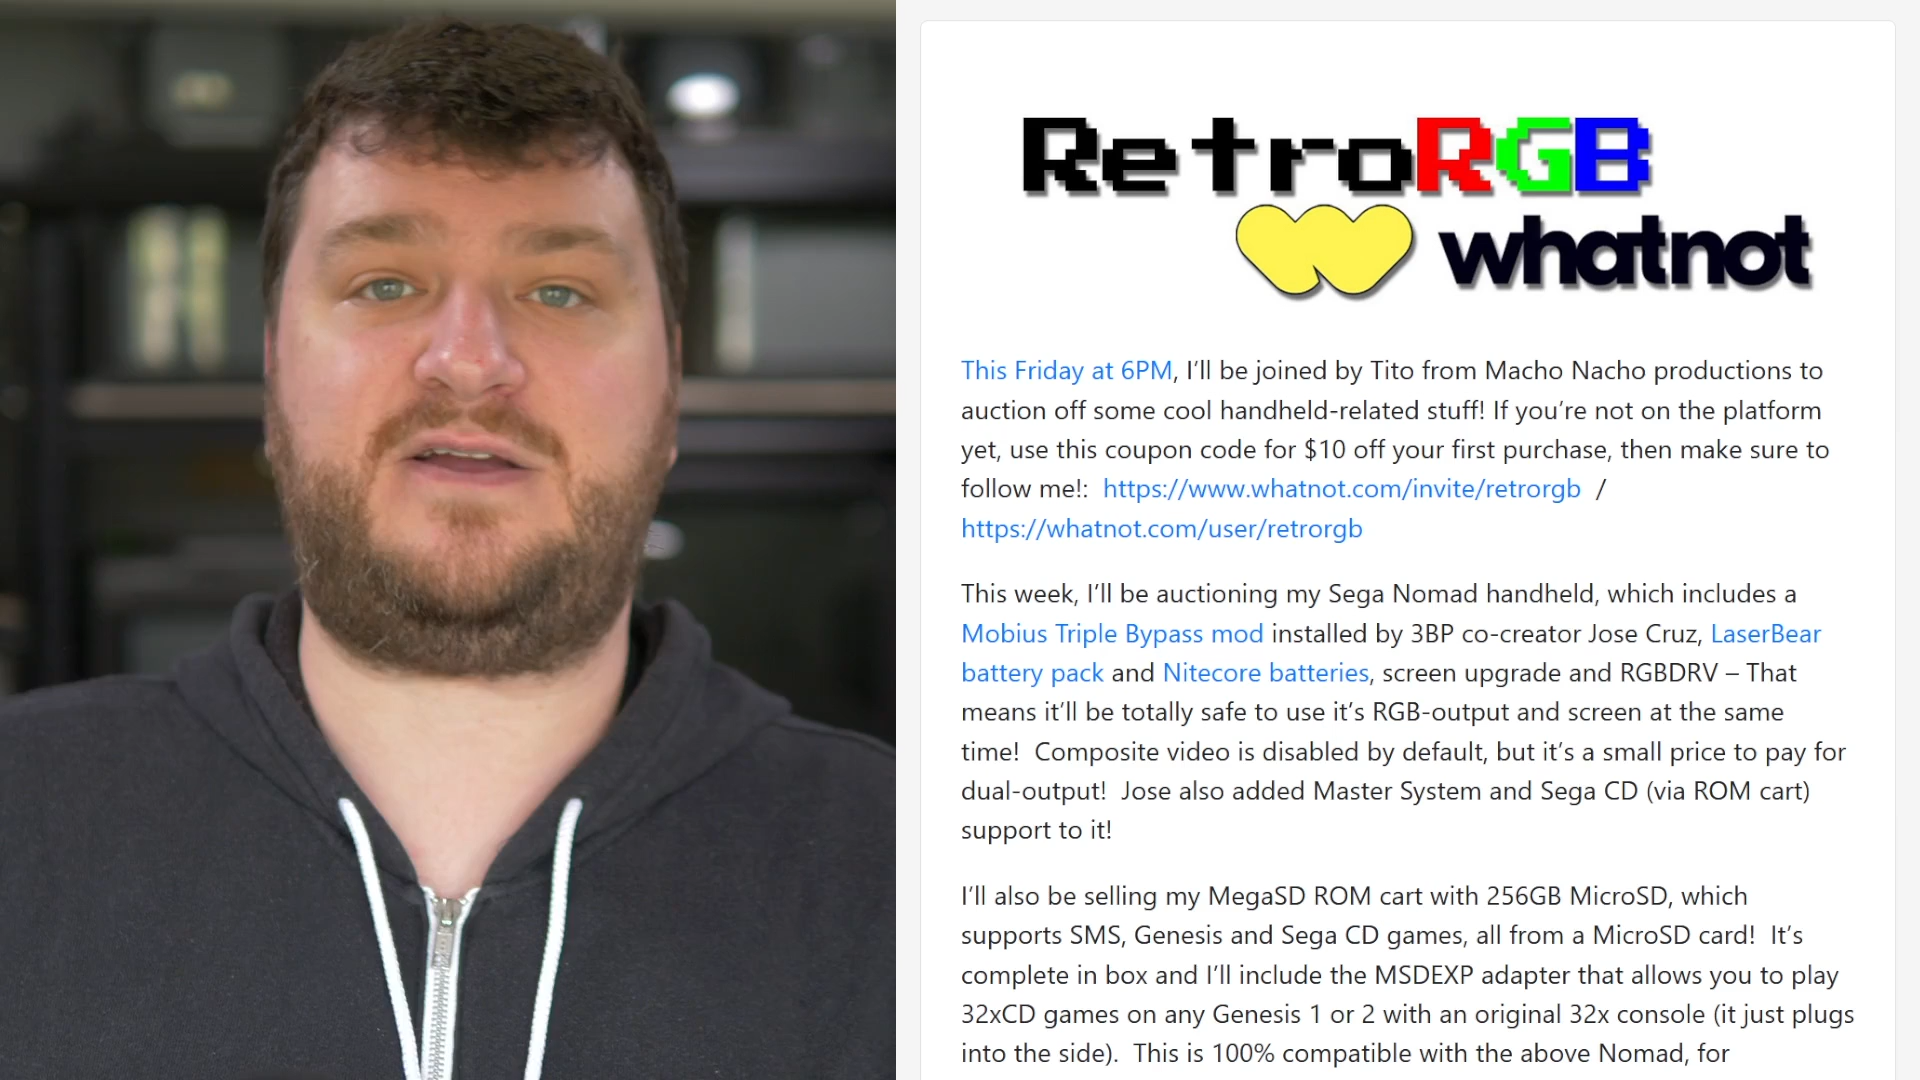 RetroRGB
whatnot
This Friday at 6PM, I’ll be joined by Tito from Macho Nacho productions to
auction off some cool handheld-related stuff! If you’re not on the platform
yet, use this coupon code for $10 off your first purchase, then make sure to
follow me!:  https://www.whatnot.com/invite/retrorgb  /
https://whatnot.com/user/retrorgb
This week, I’ll be auctioning my Sega Nomad handheld, which includes a
Mobius Triple Bypass mod installed by 3BP co-creator Jose Cruz, LaserBear
battery pack and Nitecore batteries, screen upgrade and RGBDRV – That
means it’ll be totally safe to use it’s RGB-output and screen at the same
time!  Composite video is disabled by default, but it’s a small price to pay for
dual-output!  Jose also added Master System and Sega CD (via ROM cart)
support to it!
I’ll also be selling my MegaSD ROM cart with 256GB MicroSD, which
supports SMS, Genesis and Sega CD games, all from a MicroSD card!  It’s
complete in box and I’ll include the MSDEXP adapter that allows you to play
32xCD games on any Genesis 1 or 2 with an original 32x console (it just plugs
into the side).  This is 100% compatible with the above Nomad, for